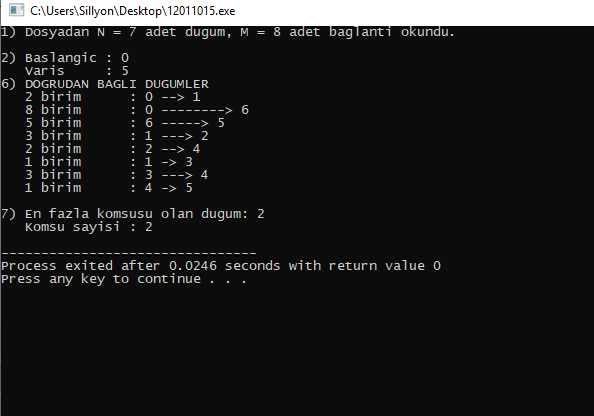 C:\Users\Sillyon\Desktop\12011015.exe
1) Dosyadan N = 7 adet dugum, M = 8 adet baglanti okundu.
2) Baslangic : 0
Varis : 5
6) DOGRUDAN BAGLI DUGUMLER
2 birim : 0 --> 1
8 birim : 0 --------> 6
5 birim : 6 -----> 5
3 birim : 1 ---> 2
2 birim : 2 --> 4
1 birim : 1 -> 3
3 birim : 3 ---> 4
1 birim : 4 -> 5
7) En fazla komsusu olan dugum: 2
Komsu sayisi : 2
--------------------------------
Process exited after 0.0246 seconds with return value 0
Press any key to continue . . .